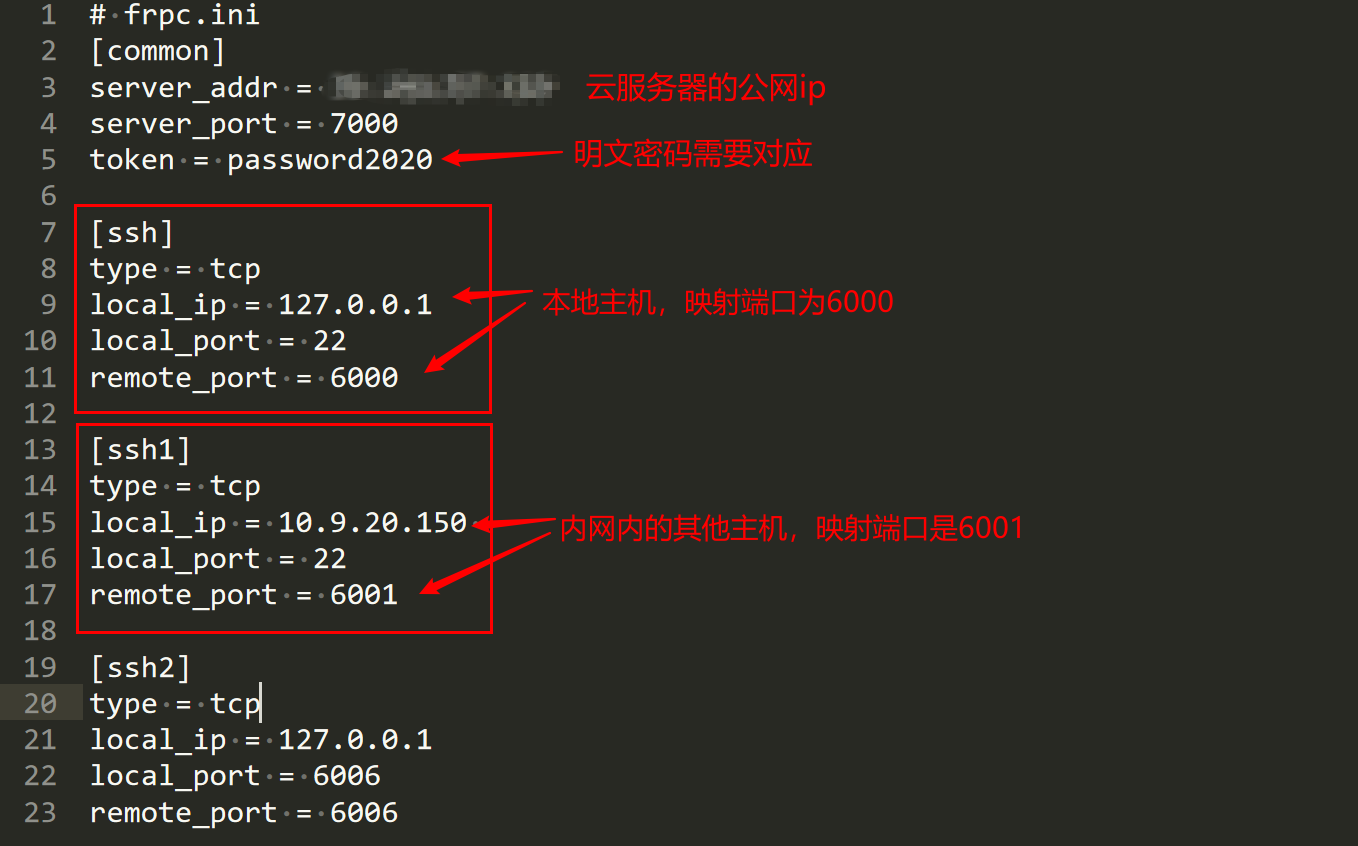 1 # frpc.ini
2 [common]
3 server_addr = 云服务器的公网ip
4 server_port = 7000
5 token = password2020 明文密码需要对应
6
7 [ssh]
8 type = tcp
9 local_ip = 127.0.0.1 本地主机，映射端口为6000
10 local_port = 22
11 remote_port = 6000
12
13 [ssh1]
14 type = tcp
15 local_ip = 10.9.20.150 内网内的其他主机，映射端口是6001
16 local_port = 22
17 remote_port = 6001
18
19 [ssh2]
20 type = tcp
21 local_ip = 127.0.0.1
22 local_port = 6006
23 remote_port = 6006